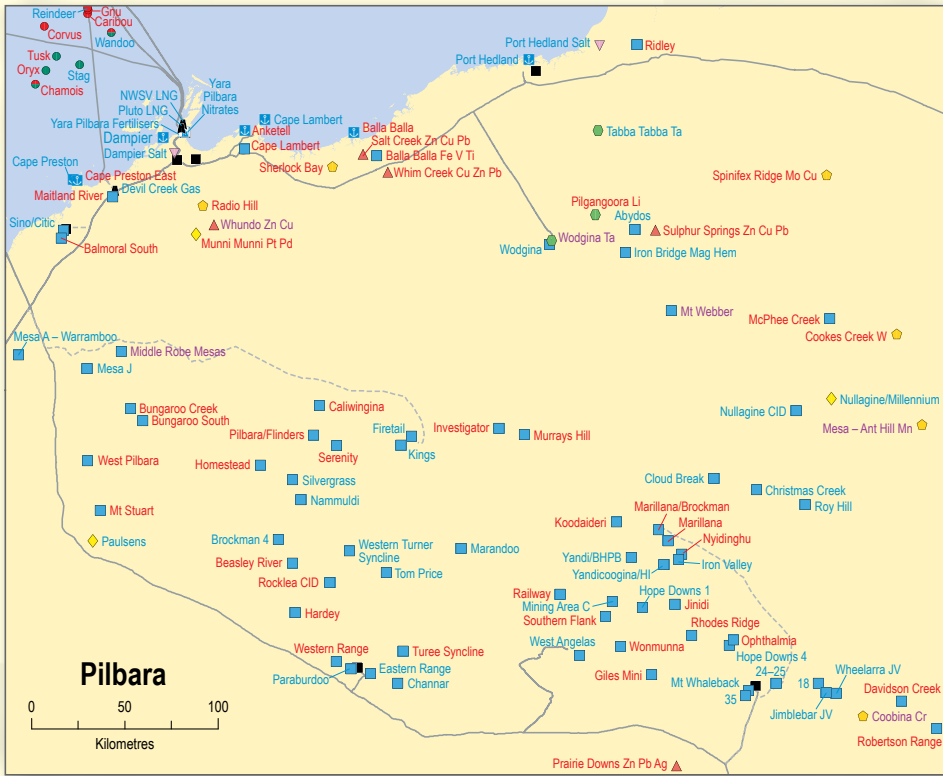 Reindeer
Gnu
Caribou
Corvus
Wandoo
Tusk
Oryx
Stag
Chamois
Port Hedland Salt
Ridley
Port Hedland
NWSV LNG
Pluto LNG
Yara Pilbara Fertilisers
Yara
Pilbara
Nitrates
Dampier
Dampier Salt
Cape Lambert
Anketell
Cape Lambert
Balla Balla
Salt Creek Zn Cu Pb
Balla Balla Fe V Ti
Whim Creek Cu Zn Pb
Sherlock Bay
Tabba Tabba Ta
Spinifex Ridge Mo Cu
Cape Preston
Cape Preston East
Devil Creek Gas
Maitland River
Radio Hill
Whundo Zn Cu
Munni Munni Pt Pd
Sino/Citic
Balmoral South
Pilgangoora Li
Abydos
Sulphur Springs Zn Cu Pb
Wodgina Ta
Wodgina
Iron Bridge Mag Hem
Mt Webber
McPhee Creek
Cookes Creek W
Mesa A – Warramboo
Middle Robe Mesas
Mesa J
Bungaroo Creek
Bungaroo South
Caliwingina
Pilbara/Flinders
Serenity
Firetail
Kings
Investigator
Murrays Hill
Nullagine CID
Nullagine/Millennium
Mesa – Ant Hill Mn
West Pilbara
Homestead
Silvergrass
Nammuldi
Mt Stuart
Paulsens
Cloud Break
Christmas Creek
Roy Hill
Marillana/Brockman
Koodaideri
Marillana
Nyidinghu
Brockman 4
Western Turner
Syncline
Marandoo
Beasley River
Tom Price
Rocklea CID
Yandi/BHPB
Iron Valley
Yandicoogina/HI
Hardey
Railway
Hope Downs 1
Mining Area C
Jinidi
Southern Flank
Rhodes Ridge
Western Range
Turee Syncline
West Angelas
Wonmunna
Ophthalmia
Hope Downs 4
Paraburdoo
Eastern Range
Channar
Giles Mini
Mt Whaleback
24–25
18
Wheelarra JV
35
Jimblebar JV
Davidson Creek
Coobina Cr
Robertson Range
Prairie Downs Zn Pb Ag
Pilbara
0 50 100
Kilometres